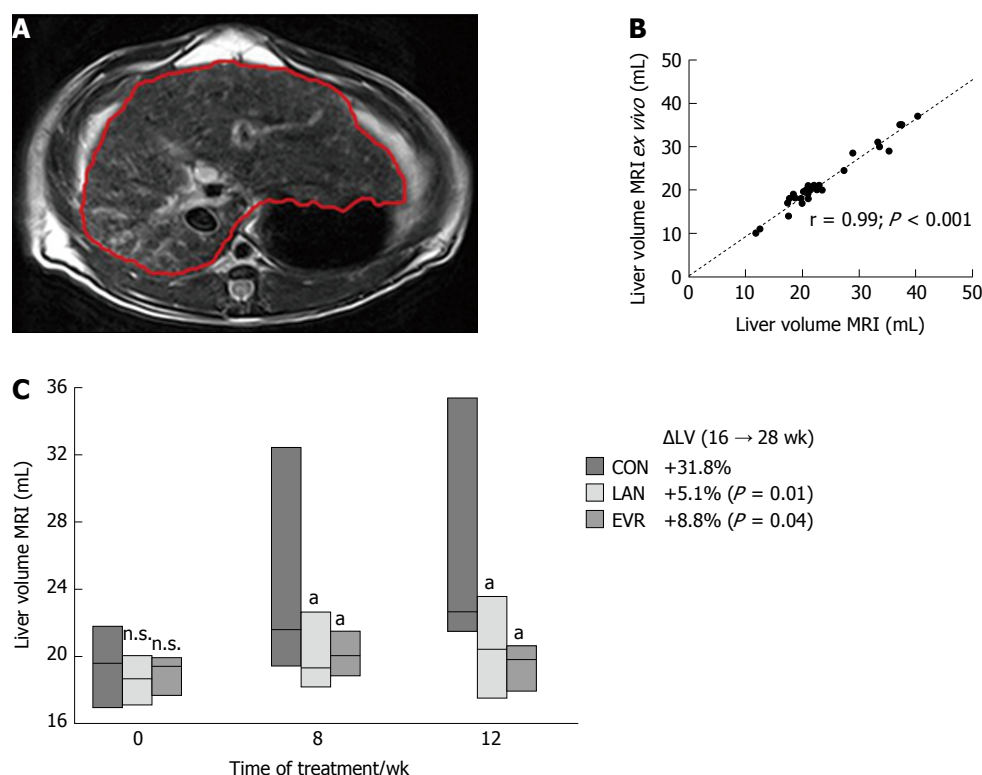 A
B
50
40
30
20
10
0
Liver volume MRI ex vivo (mL)
r = 0.99; P < 0.001
0 10 20 30 40 50
Liver volume MRI (mL)
C
36
32
28
24
20
16
Liver volume MRI (mL)
n.s. n.s.
a a
a a
0 8 12
Time of treatment/wk
ΔLV (16 → 28 wk)
CON +31.8%
LAN +5.1% (P = 0.01)
EVR +8.8% (P = 0.04)